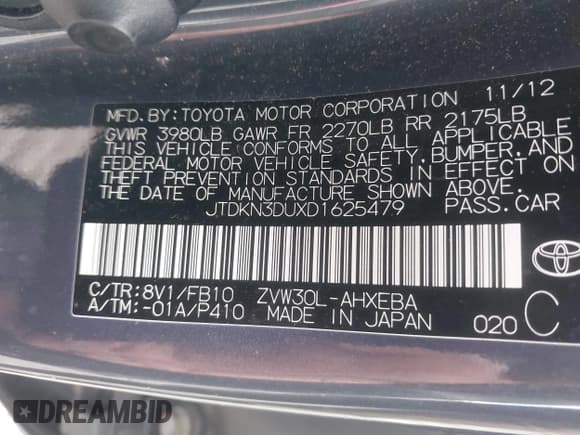 MFD.BY:TOYOTA MOTOR CORPORATION 11/12
GVWR 3980LB GAWR FR 2270LB RR 2175LB
THIS VEHICLE CONFORMS TO ALL APPLICABLE
FEDERAL MOTOR VEHICLE SAFETY,BUMPER,AND
THEFT PREVENTION STANDARDS IN EFFECT ON
THE DATE OF MANUFACTURE SHOWN ABOVE.
JTDKN3DUXD1625479 PASS.CAR
C/TR:8V1/FB10 ZVW30L-AHXEBA
A/TM:-01A/P410 MADE IN JAPAN 020 C
DREAMBID